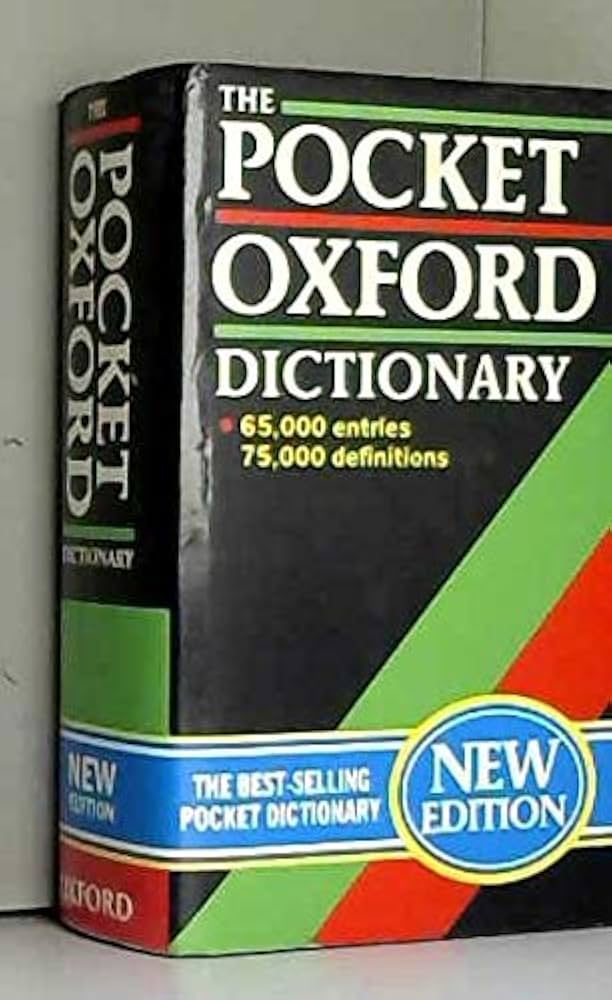 THE
POCKET
OXFORD
DICTIONARY
65,000 entries
75,000 definitions
THE BEST-SELLING
POCKET DICTIONARY
NEW
EDITION
THE
POCKET
OXFORD
DICTIONARY
NEW
EDITION
OXFORD